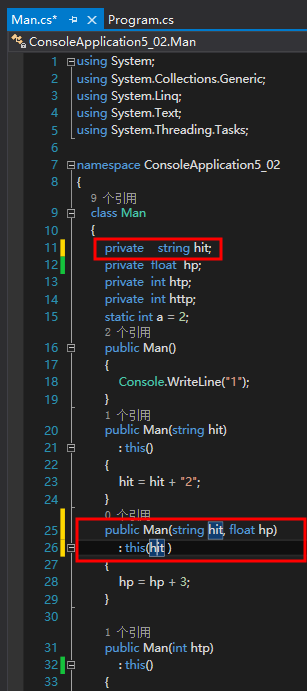 Man.cs* Program.cs
ConsoleApplication5_02.Man
1 using System;
2 using System.Collections.Generic;
3 using System.Linq;
4 using System.Text;
5 using System.Threading.Tasks;
6
7 namespace ConsoleApplication5_02
8 {
9 个引用
9 class Man
10 {
11 private string hit;
12 private float hp;
13 private int htp;
14 private int http;
15 static int a = 2;
2 个引用
16 public Man()
17 {
18 Console.WriteLine("1");
19 }
1 个引用
20 public Man(string hit)
21 : this()
22 {
23 hit = hit + "2";
24 }
0 个引用
25 public Man(string hit, float hp)
26 : this(hit )
27 {
28 hp = hp + 3;
29 }
30
1 个引用
31 public Man(int htp)
32 : this()
33 {